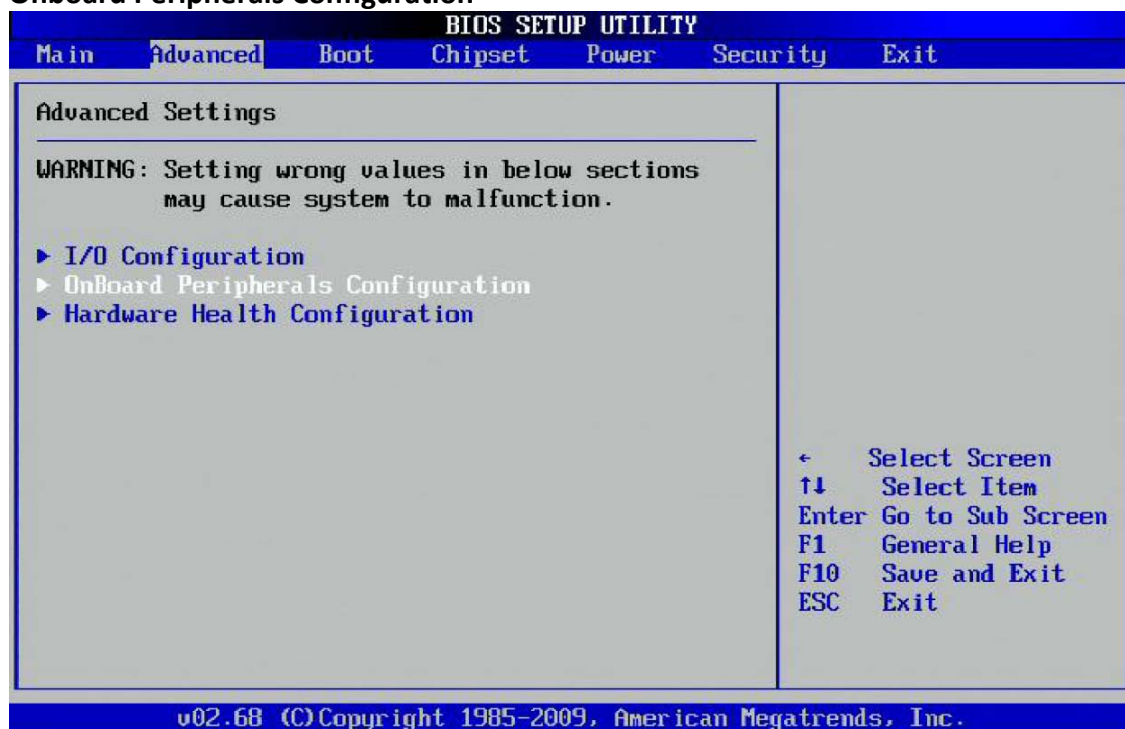 Onboard Peripherals Configuration
BIOS SETUP UTILITY
Main Advanced Boot Chipset Power Security Exit
Advanced Settings
WARNING: Setting wrong values in below sections
may cause system to malfunction.
▶ I/O Configuration
▶ OnBoard Peripherals Configuration
▶ Hardware Health Configuration
← Select Screen
↑↓ Select Item
Enter Go to Sub Screen
F1 General Help
F10 Save and Exit
ESC Exit
v02.68 (C)Copyright 1985-2009, American Megatrends, Inc.